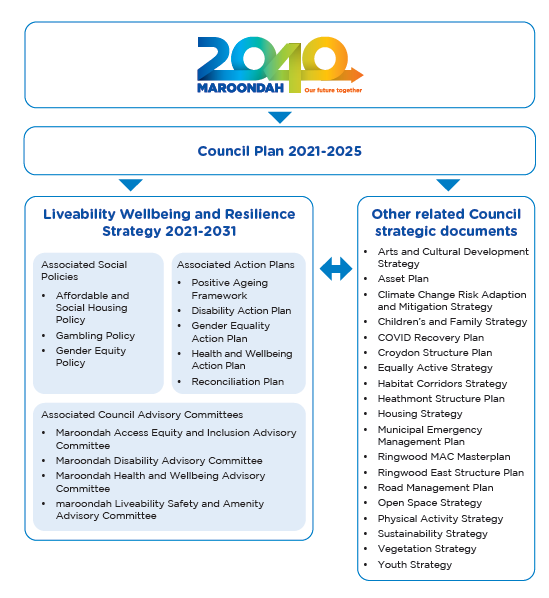 2040
MAROONDAH Our future together
Council Plan 2021-2025
Liveability Wellbeing and Resilience
Strategy 2021-2031
Associated Social
Policies
• Affordable and
Social Housing
Policy
• Gambling Policy
• Gender Equity
Policy
Associated Action Plans
• Positive Ageing
Framework
• Disability Action Plan
• Gender Equality
Action Plan
• Health and Wellbeing
Action Plan
• Reconciliation Plan
Associated Council Advisory Committees
• Maroondah Access Equity and Inclusion Advisory
Committee
• Maroondah Disability Advisory Committee
• Maroondah Health and Wellbeing Advisory
Committee
• maroondah Liveability Safety and Amenity
Advisory Committee
Other related Council
strategic documents
• Arts and Cultural Development
Strategy
• Asset Plan
• Climate Change Risk Adaption
and Mitigation Strategy
• Children's and Family Strategy
• COVID Recovery Plan
• Croydon Structure Plan
• Equally Active Strategy
• Habitat Corridors Strategy
• Heathmont Structure Plan
• Housing Strategy
• Municipal Emergency
Management Plan
• Ringwood MAC Masterplan
• Ringwood East Structure Plan
• Road Management Plan
• Open Space Strategy
• Physical Activity Strategy
• Sustainability Strategy
• Vegetation Strategy
• Youth Strategy